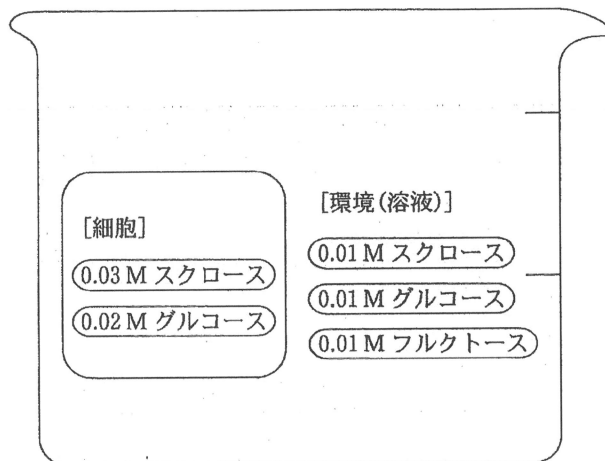 [細胞]
0.03 M スクロース
0.02 M グルコース
[環境(溶液)]
0.01 M スクロース
0.01 M グルコース
0.01 M フルクトース